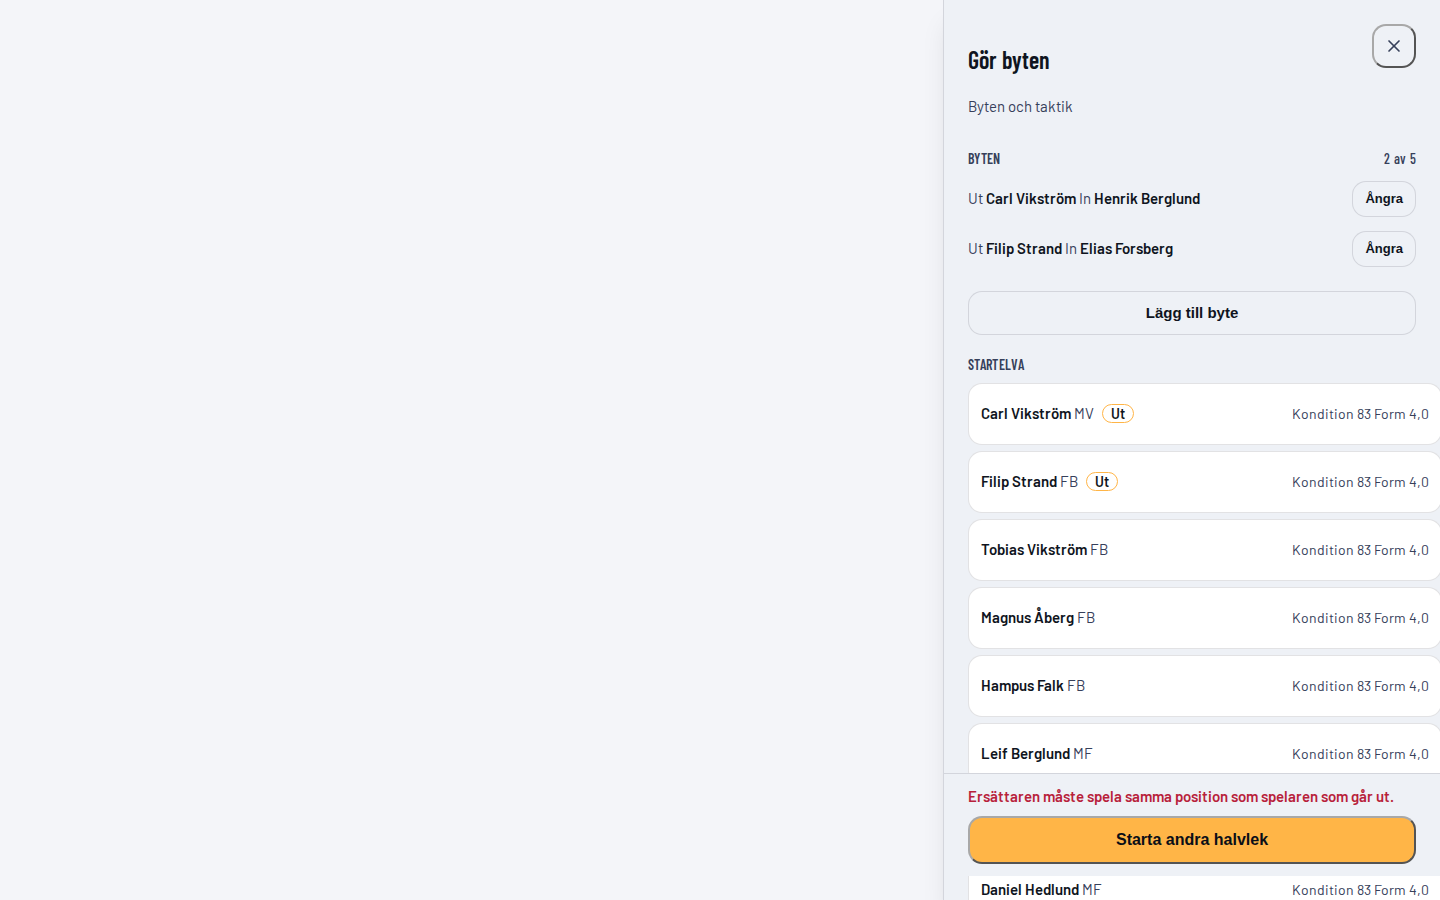 Gör byten
Byten och taktik
BYTEN 2 av 5
Ut Carl Vikström In Henrik Berglund Ångra
Ut Filip Strand In Elias Forsberg Ångra
Lägg till byte
STARTELVA
Carl Vikström MV Ut Kondition 83 Form 4,0
Filip Strand FB Ut Kondition 83 Form 4,0
Tobias Vikström FB Kondition 83 Form 4,0
Magnus Åberg FB Kondition 83 Form 4,0
Hampus Falk FB Kondition 83 Form 4,0
Leif Berglund MF Kondition 83 Form 4,0
Ersättaren måste spela samma position som spelaren som går ut.
Starta andra halvlek
Daniel Hedlund MF Kondition 83 Form 4,0